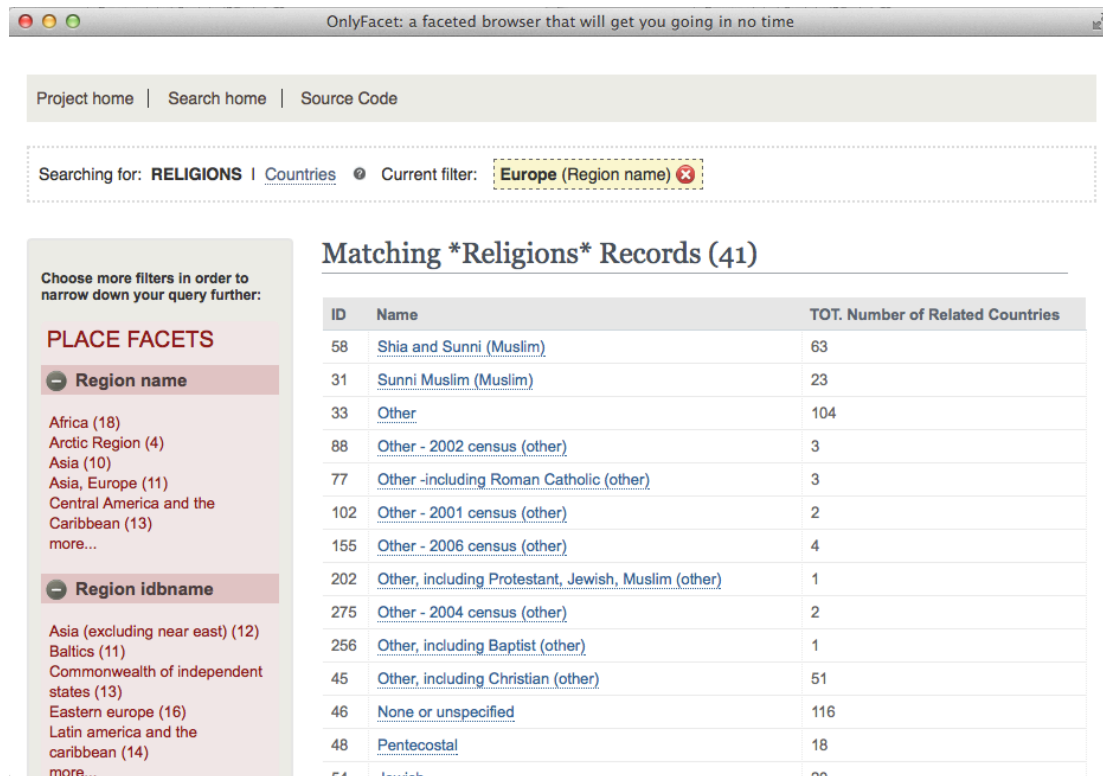 OnlyFacet: a faceted browser that will get you going in no time
Project home | Search home | Source Code
Searching for: RELIGIONS | Countries ? Current filter: Europe (Region name)
Choose more filters in order to
narrow down your query further:
PLACE FACETS
Region name
Africa (18)
Arctic Region (4)
Asia (10)
Asia, Europe (11)
Central America and the
Caribbean (13)
more...
Region idbname
Asia (excluding near east) (12)
Baltics (11)
Commonwealth of independent
states (13)
Eastern europe (16)
Latin america and the
caribbean (14)
more...
Matching *Religions* Records (41)
ID Name TOT. Number of Related Countries
58 Shia and Sunni (Muslim) 63
31 Sunni Muslim (Muslim) 23
33 Other 104
88 Other - 2002 census (other) 3
77 Other -including Roman Catholic (other) 3
102 Other - 2001 census (other) 2
155 Other - 2006 census (other) 4
202 Other, including Protestant, Jewish, Muslim (other) 1
275 Other - 2004 census (other) 2
256 Other, including Baptist (other) 1
45 Other, including Christian (other) 51
46 None or unspecified 116
48 Pentecostal 18